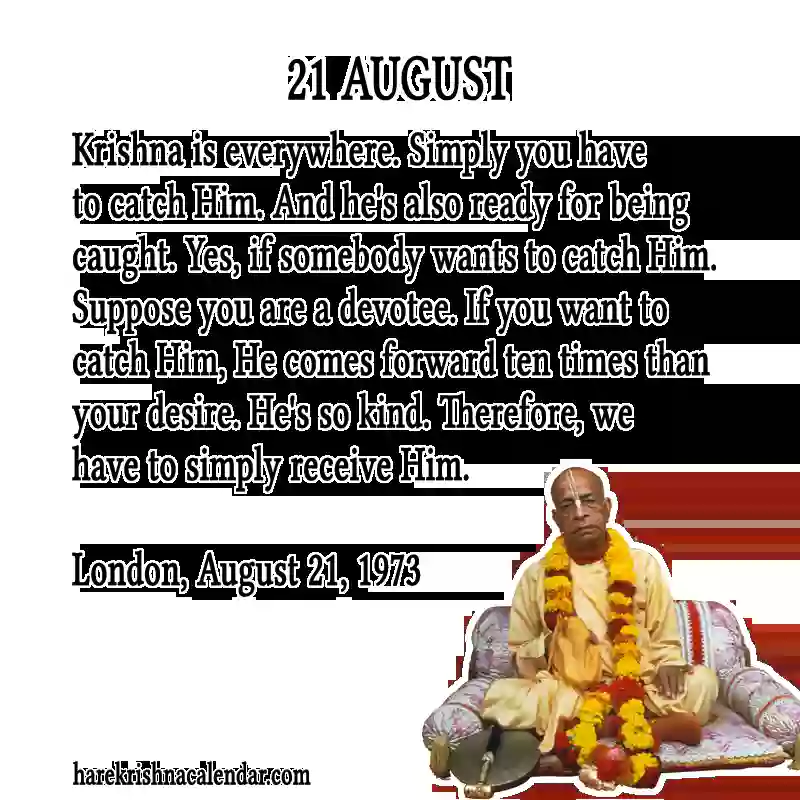 21 AUGUST
Krishna is everywhere. Simply you have
to catch Him. And he's also ready for being
caught. Yes, if somebody wants to catch Him.
Suppose you are a devotee. If you want to
catch Him, He comes forward ten times than
your desire. He's so kind. Therefore, we
have to simply receive Him.
London, August 21, 1973
harekrishnacalendar.com